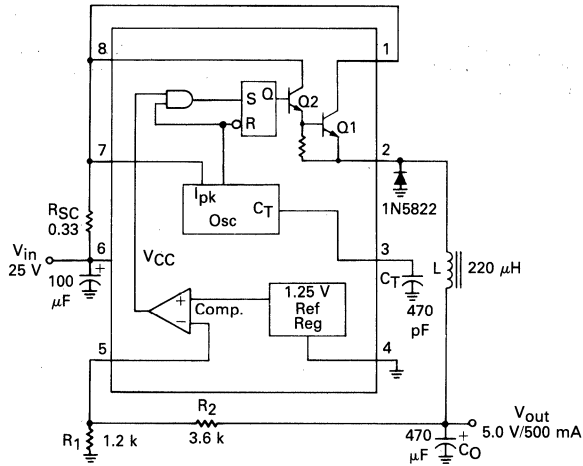 8
1
S Q
Q2
R
Q1
7
2
Ipk
CT
Osc
1N5822
RSC
0.33
Vin
25 V
6
VCC
3
100
μF
+
CT
470
pF
L
220 μH
+
−
Comp.
1.25 V
Ref
Reg
5
4
R2
3.6 k
R1
1.2 k
Vout
5.0 V/500 mA
470
μF
+
CO